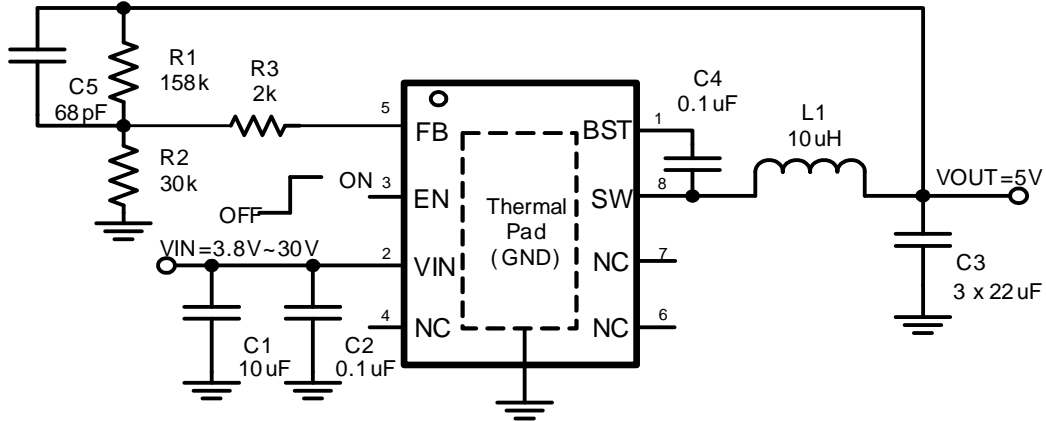 R1
158k
C5
68pF
R3
2k
R2
30k
5
FB
ON
OFF
3
EN
VIN=3.8V~30V
2
VIN
4
NC
C1
10uF
C2
0.1uF
Thermal
Pad
(GND)
BST
1
SW
8
NC
7
NC
6
C4
0.1uF
L1
10uH
VOUT=5V
C3
3 x 22uF